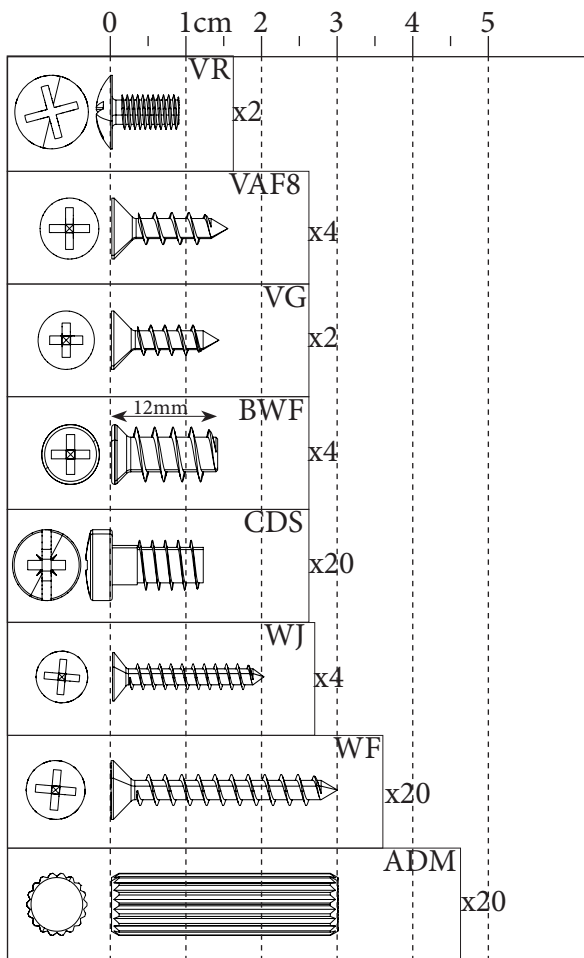 0 1cm 2 3 4 5
VR
x2
VAF8
x4
VG
x2
12mm BWF
x4
CDS
x20
WJ
x4
WF
x20
ADM
x20